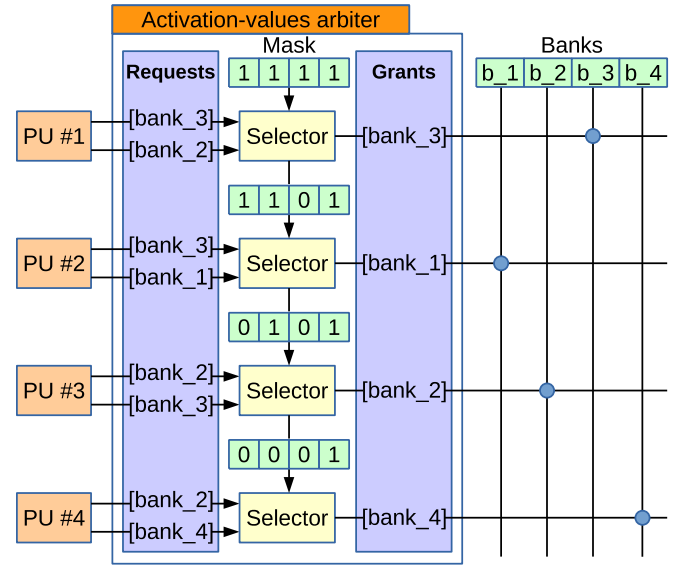 Activation-values arbiter
Mask
Banks
Requests
1 1 1 1
Grants
b_1 b_2 b_3 b_4
PU #1
[bank_3]
[bank_2]
Selector
[bank_3]
1 1 0 1
PU #2
[bank_3]
[bank_1]
Selector
[bank_1]
0 1 0 1
PU #3
[bank_2]
[bank_3]
Selector
[bank_2]
0 0 0 1
PU #4
[bank_2]
[bank_4]
Selector
[bank_4]